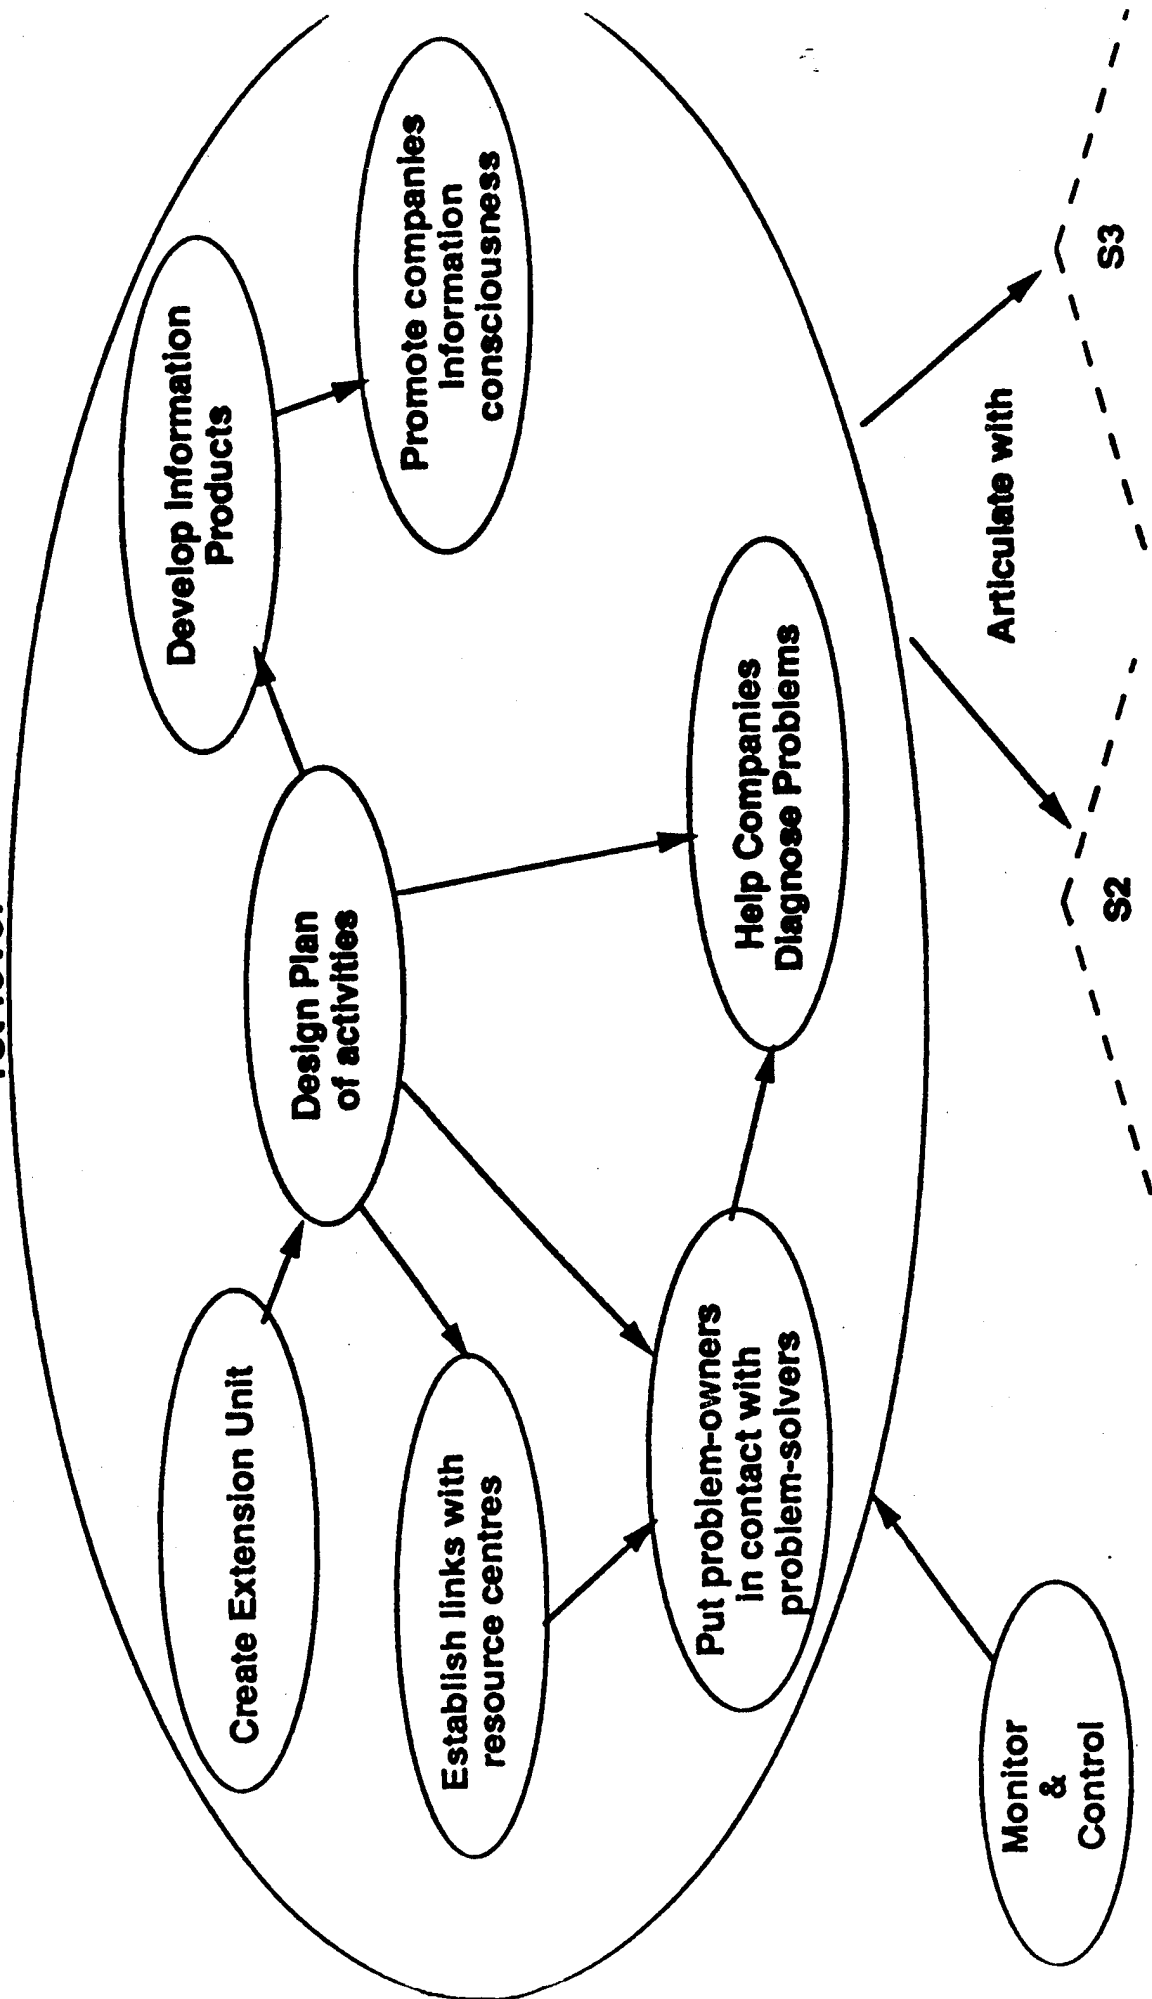 Create Extension Unit
Establish links with
resource centres
Put problem-owners
in contact with
problem-solvers
Design Plan
of activities
Develop Information
Products
Promote companies
Information
consciousness
Help Companies
Diagnose Problems
Monitor
&
Control
Articulate with
S2
S3